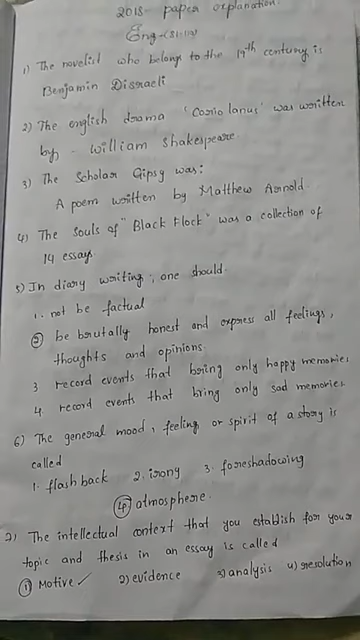 2018 - paper explanation.
Eng - (81-110)
1) The novelist who belongs to the 19th century is
Benjamin Disraeli
2) The english drama 'Corio lanus' was written
by - William Shakespeare.
3) The Scholar Gipsy was:
A poem written by Matthew Arnold.
4) The Souls of "Black Flock" was a collection of
14 essays.
5) In diary writing, one should.
1. not be factual
2 be brutally honest and express all feelings,
thoughts and opinions.
3 record events that bring only happy memories
4. record events that bring only sad memories.
6) The general mood, feeling or spirit of a story is
called
1. flash back 2. irony 3. foreshadowing
4. atmosphere.
7) The intellectual context that you establish for your
topic and thesis in an essay is called
1 Motive ✓ 2) evidence 3) analysis 4) resolution